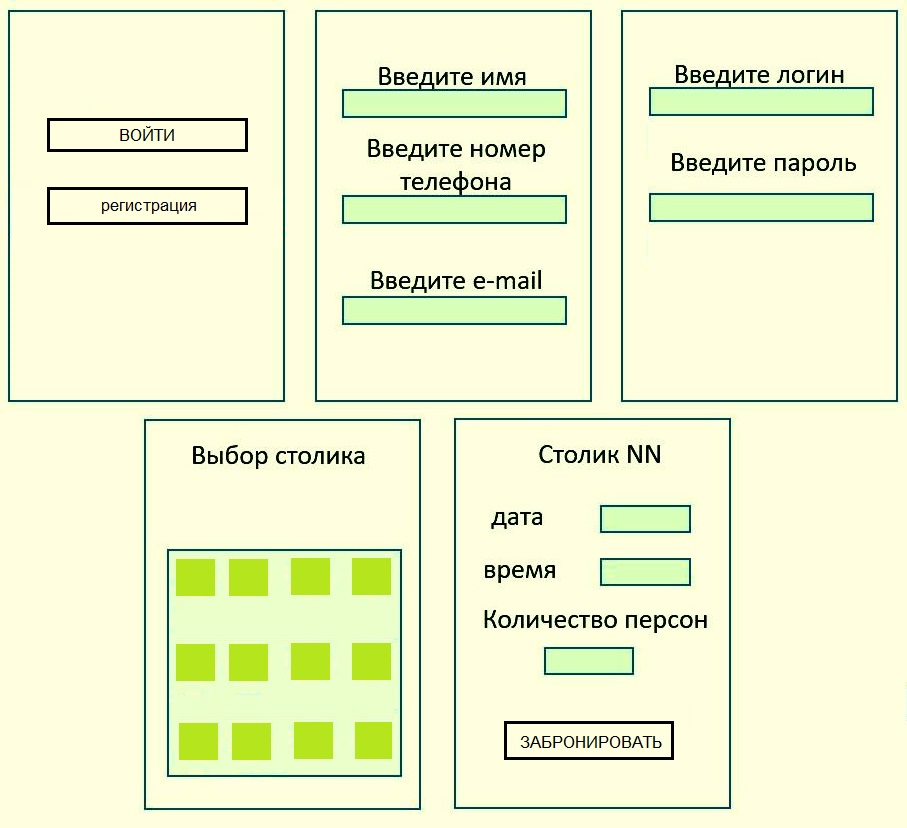 ВОЙТИ
регистрация
Введите имя
Введите номер
телефона
Введите e-mail
Введите логин
Введите пароль
Выбор столика
Столик NN
дата
время
Количество персон
ЗАБРОНИРОВАТЬ